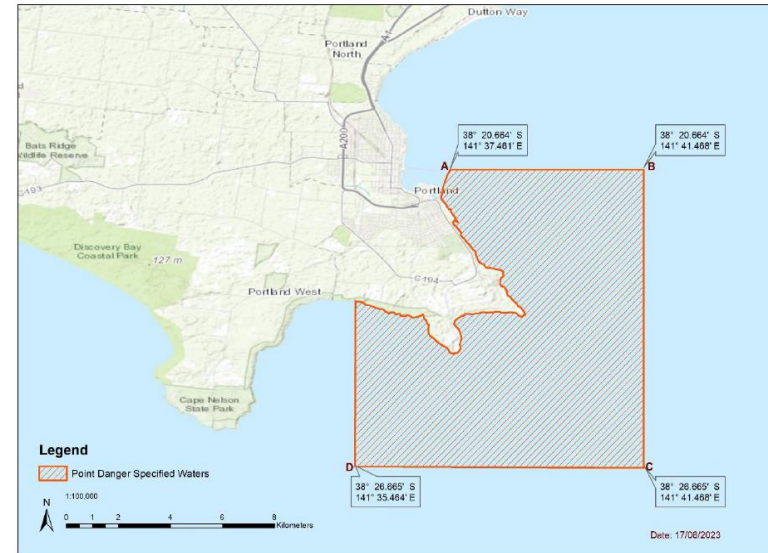 Dutton Way
Portland
North
A1
A200
38° 20.664' S
141° 37.461' E
38° 20.664' S
141° 41.468' E
A
B
Bats Ridge
Wildlife Reserve
C-193
Portland
Discovery Bay
Coastal Park
127 m
C-194
Portland West
Cape Nelson
State Park
Legend
Point Danger Specified Waters
D
C
38° 26.665' S
141° 35.464' E
38° 26.665' S
141° 41.468' E
1:100,000
N
0 1 2 4 6 8
Kilometers
Date: 17/08/2023